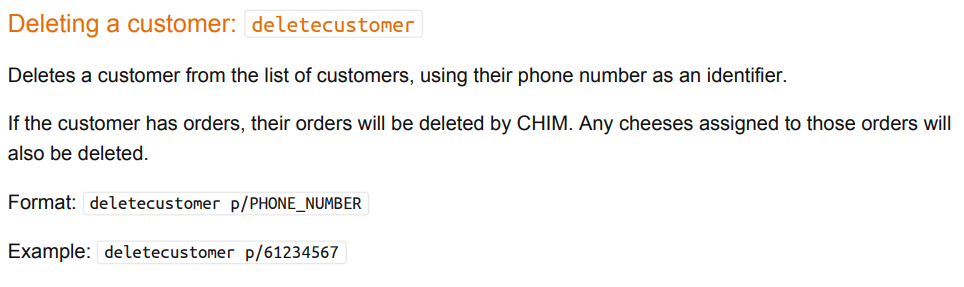 Deleting a customer: deletecustomer
Deletes a customer from the list of customers, using their phone number as an identifier.
If the customer has orders, their orders will be deleted by CHIM. Any cheeses assigned to those orders will
also be deleted.
Format: deletecustomer p/PHONE_NUMBER
Example: deletecustomer p/61234567